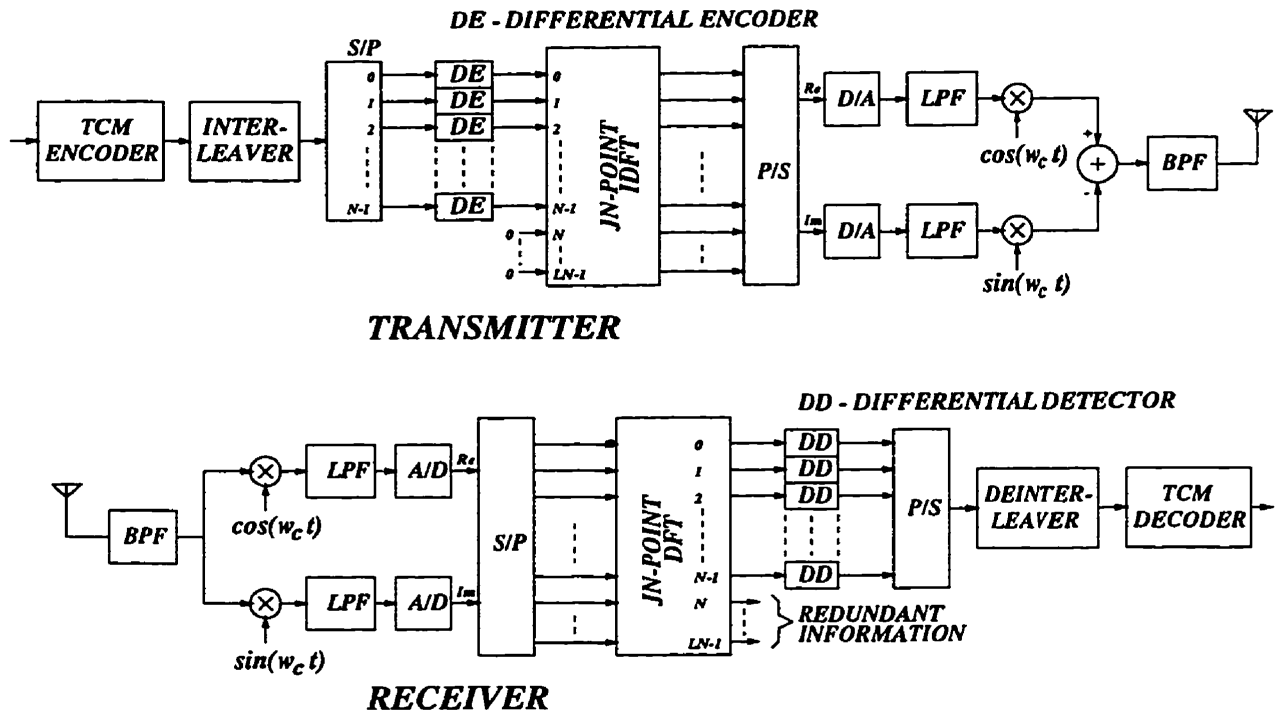 DE - DIFFERENTIAL ENCODER
S/P
TCM ENCODER
INTER- LEAVER
0
1
2
N-1
DE
DE
DE
DE
0
1
2
N-1
0 N
0 LN-1
JN-POINT IDFT
P/S
Re
Im
D/A
LPF
cos(w_c t)
D/A
LPF
sin(w_c t)
+
+
-
BPF
TRANSMITTER
DD - DIFFERENTIAL DETECTOR
BPF
cos(w_c t)
LPF
A/D
Re
sin(w_c t)
LPF
A/D
Im
S/P
JN-POINT DFT
0
1
2
N-1
N
LN-1
DD
DD
DD
DD
REDUNDANT INFORMATION
P/S
DEINTER- LEAVER
TCM DECODER
RECEIVER